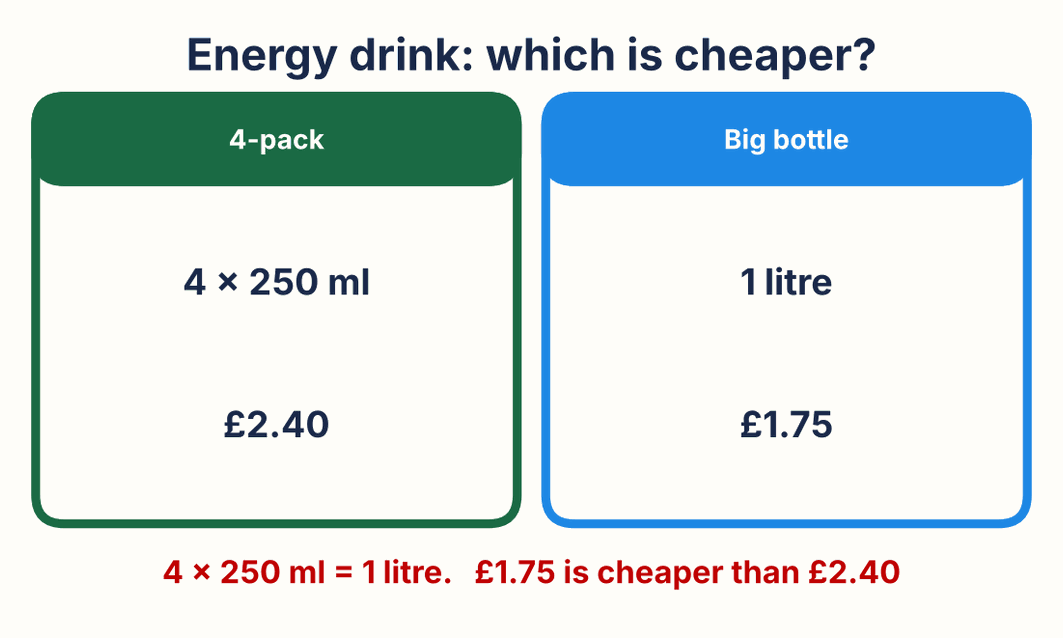 Energy drink: which is cheaper?
4-pack
4 × 250 ml
£2.40
Big bottle
1 litre
£1.75
4 × 250 ml = 1 litre. £1.75 is cheaper than £2.40